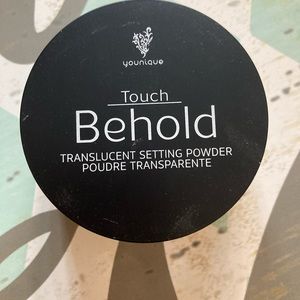 younique
Touch
Behold
TRANSLUCENT SETTING POWDER
POUDRE TRANSPARENTE